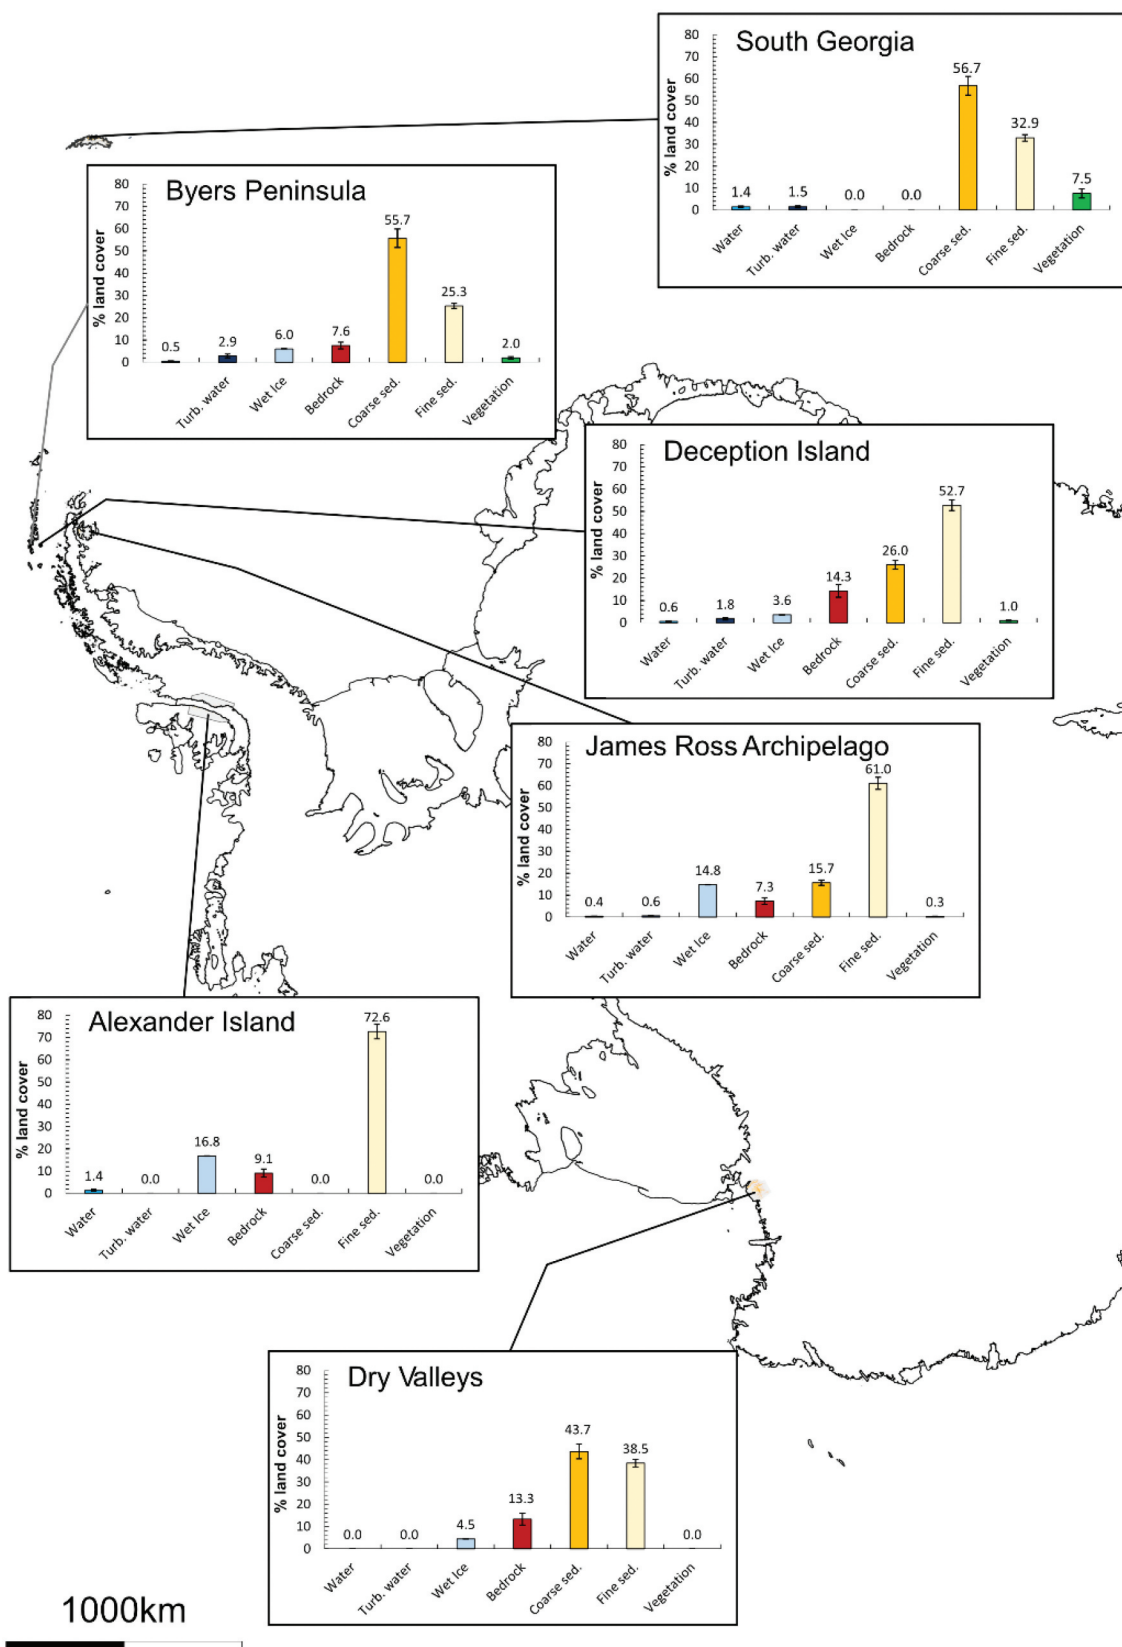 South Georgia
% land cover
80
70
60
50
40
30
20
10
0
1.4
1.5
0.0
0.0
56.7
32.9
7.5
Water
Turb. water
Wet Ice
Bedrock
Coarse sed.
Fine sed.
Vegetation
Byers Peninsula
% land cover
80
70
60
50
40
30
20
10
0
0.5
2.9
6.0
7.6
55.7
25.3
2.0
Turb. water
Wet Ice
Bedrock
Coarse sed.
Fine sed.
Vegetation
Deception Island
% land cover
80
70
60
50
40
30
20
10
0
0.6
1.8
3.6
14.3
26.0
52.7
1.0
Water
Turb. water
Wet Ice
Bedrock
Coarse sed.
Fine sed.
Vegetation
James Ross Archipelago
% land cover
80
70
60
50
40
30
20
10
0
0.4
0.6
14.8
7.3
15.7
61.0
0.3
Water
Turb. water
Wet Ice
Bedrock
Coarse sed.
Fine sed.
Vegetation
Alexander Island
% land cover
80
70
60
50
40
30
20
10
0
1.4
0.0
16.8
9.1
0.0
72.6
0.0
Water
Turb. water
Wet Ice
Bedrock
Coarse sed.
Fine sed.
Vegetation
Dry Valleys
% land cover
80
70
60
50
40
30
20
10
0
0.0
0.0
4.5
13.3
43.7
38.5
0.0
Water
Turb. water
Wet Ice
Bedrock
Coarse sed.
Fine sed.
Vegetation
1000km